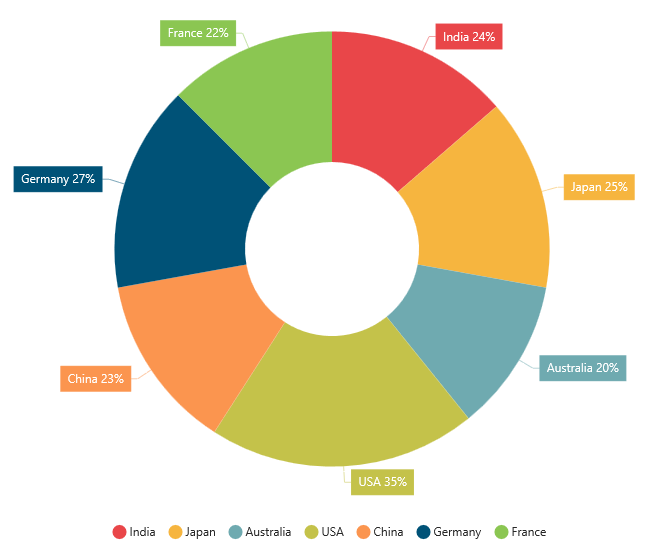 France 22%
India 24%
Germany 27%
Japan 25%
China 23%
Australia 20%
USA 35%
India Japan Australia USA China Germany France